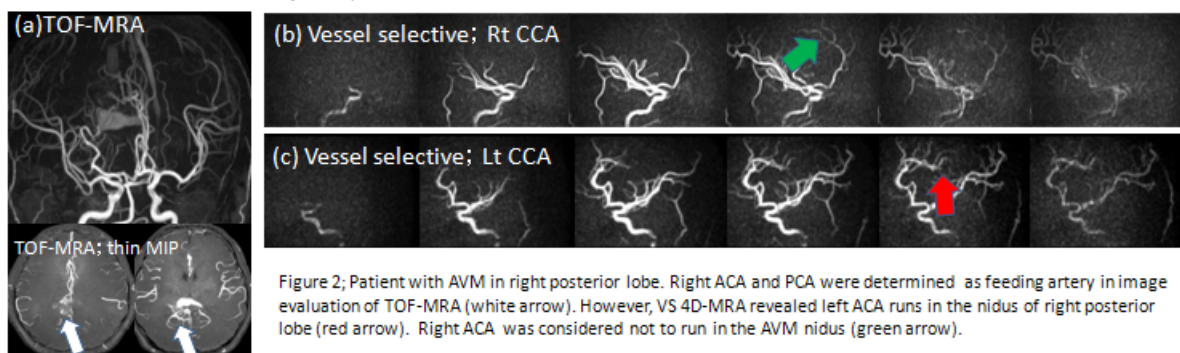 (a)TOF-MRA
(b) Vessel selective; Rt CCA
(c) Vessel selective; Lt CCA
TOF-MRA; thin MIP
Figure 2; Patient with AVM in right posterior lobe. Right ACA and PCA were determined as feeding artery in image
evaluation of TOF-MRA (white arrow). However, VS 4D-MRA revealed left ACA runs in the nidus of right posterior
lobe (red arrow). Right ACA was considered not to run in the AVM nidus (green arrow).